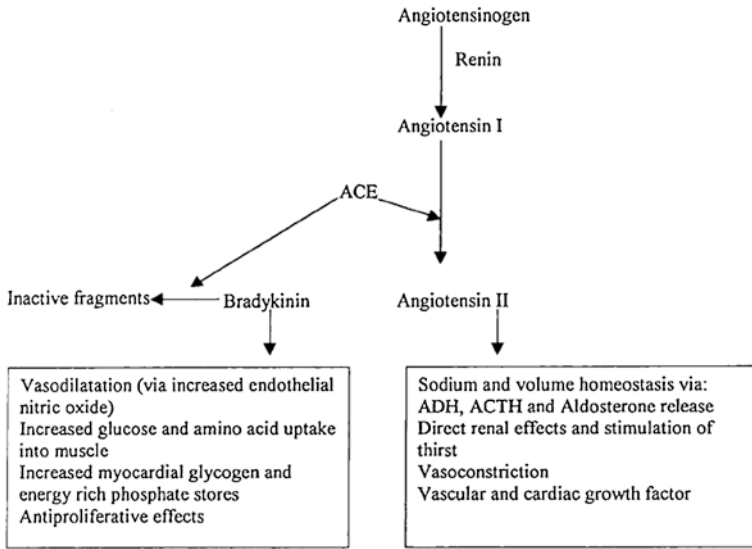 Angiotensinogen
Renin
Angiotensin I
ACE
Inactive fragments
Bradykinin
Angiotensin II
Vasodilatation (via increased endothelial
nitric oxide)
Increased glucose and amino acid uptake
into muscle
Increased myocardial glycogen and
energy rich phosphate stores
Antiproliferative effects
Sodium and volume homeostasis via:
ADH, ACTH and Aldosterone release
Direct renal effects and stimulation of
thirst
Vasoconstriction
Vascular and cardiac growth factor